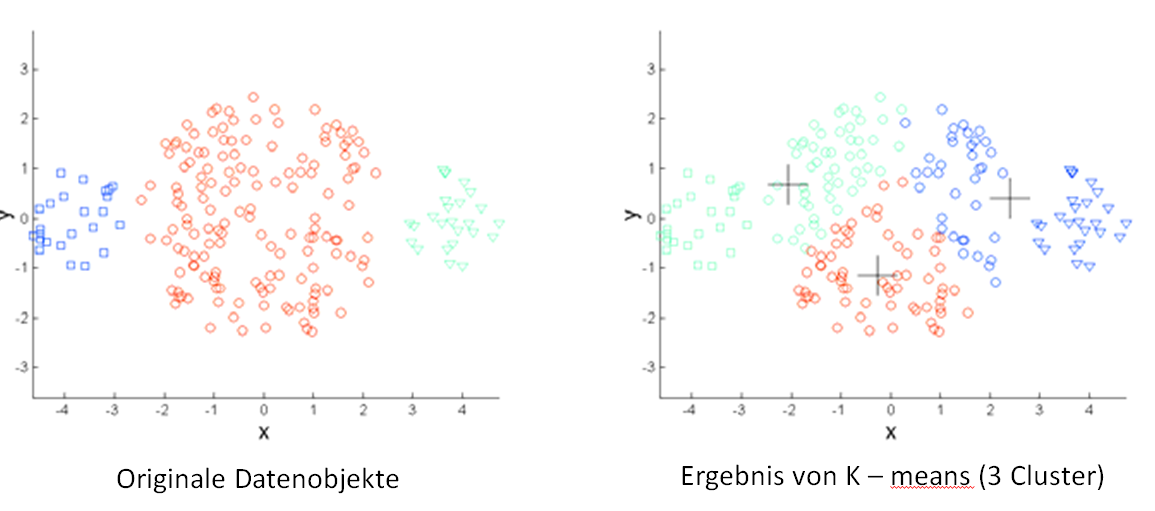 3
2
1
0
-1
-2
-3
y
-4 -3 -2 -1 0 1 2 3 4
x
3
2
1
0
-1
-2
-3
y
-4 -3 -2 -1 0 1 2 3 4
x
Originale Datenobjekte
Ergebnis von K – means (3 Cluster)